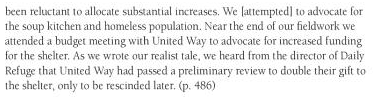 been reluctant to allocate substantial increases. We [attempted] to advocate for
the soup kitchen and homeless population. Near the end of our fieldwork we
attended a budget meeting with United Way to advocate for increased funding
for the shelter. As we wrote our realist tale, we heard from the director of Daily
Refuge that United Way had passed a preliminary review to double their gift to
the shelter, only to be rescinded later. (p. 486)